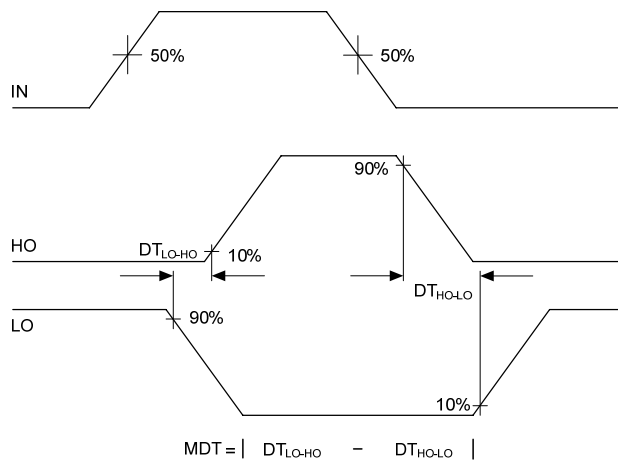 50%
50%
IN
90%
HO
DT_LO-HO
10%
DT_HO-LO
LO
90%
10%
MDT = | DT_LO-HO – DT_HO-LO |